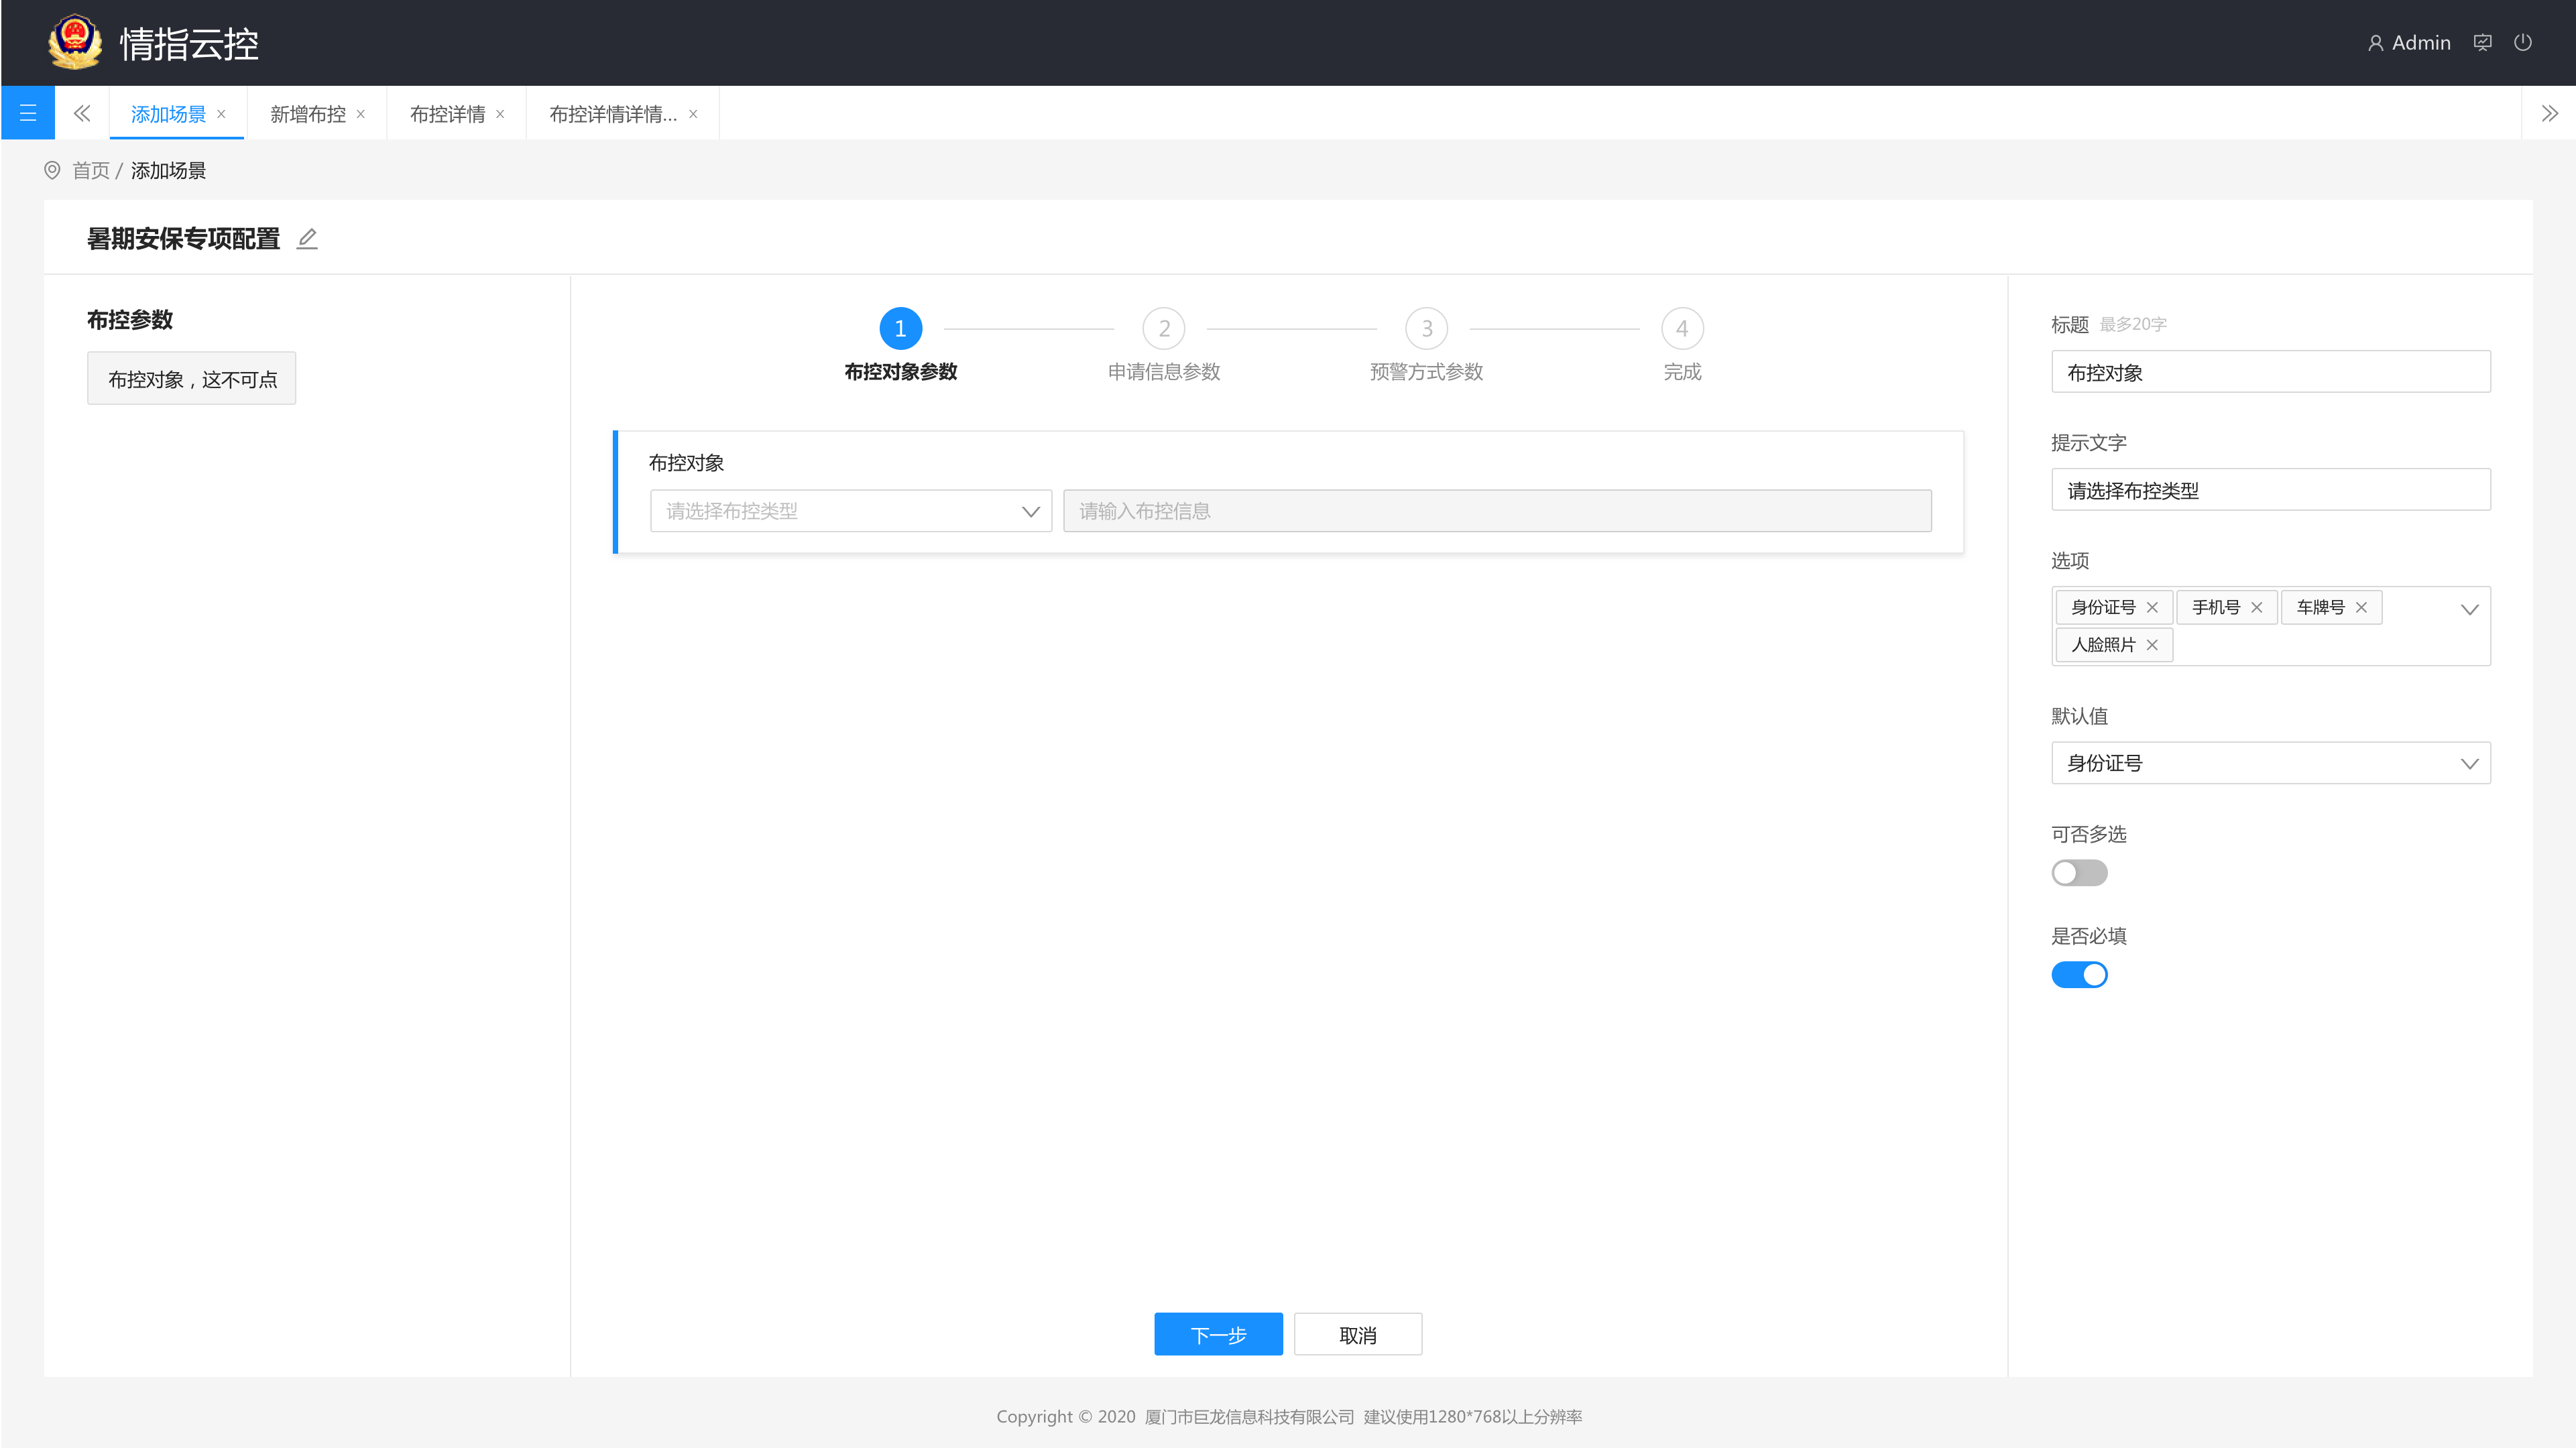 情指云控
Admin
添加场景
新增布控
布控详情
布控详情详情...
首页 / 添加场景
暑期安保专项配置
布控参数
布控对象，这不可点
1
2
3
4
布控对象参数
申请信息参数
预警方式参数
完成
布控对象
请选择布控类型
请输入布控信息
标题 最多20字
布控对象
提示文字
请选择布控类型
选项
身份证号
手机号
车牌号
人脸照片
默认值
身份证号
可否多选
是否必填
下一步
取消
Copyright © 2020 厦门市巨龙信息科技有限公司 建议使用1280*768以上分辨率